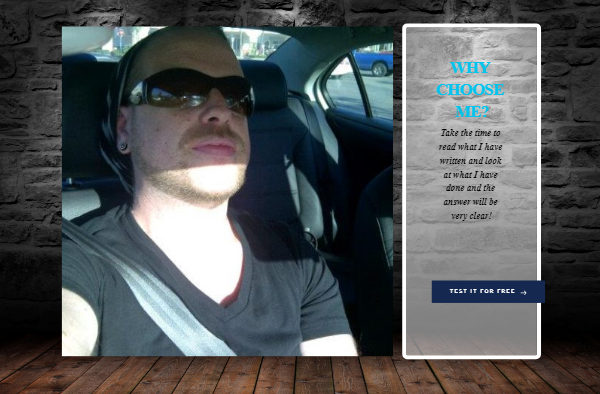 WHY
CHOOSE
ME?
Take the time to
read what I have
written and look
at what I have
done and the
answer will be
very clear!
TEST IT FOR FREE →